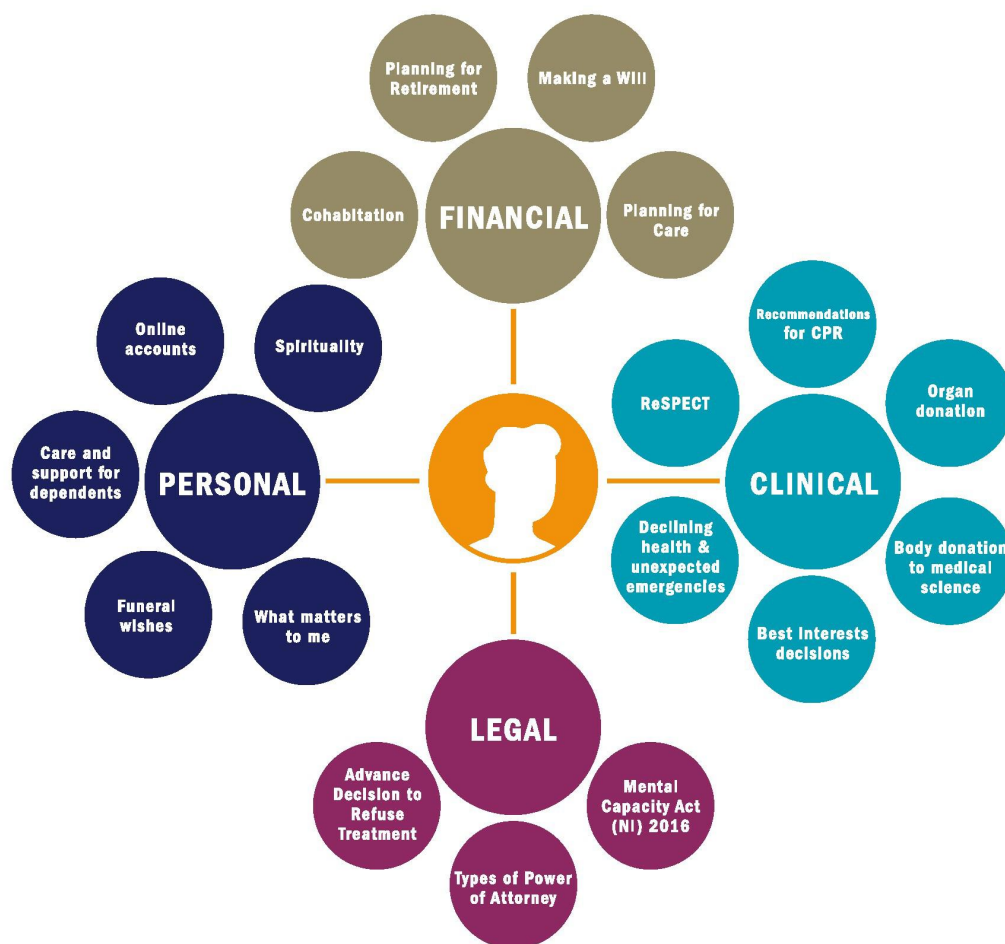 Planning for
Retirement
Making a Will
Cohabitation
FINANCIAL
Planning for
Care
Online
accounts
Spirituality
Care and
support for
dependents
PERSONAL
Funeral
wishes
What matters
to me
Recommendations
for CPR
ReSPECT
Organ
donation
CLINICAL
Declining
health &
unexpected
emergencies
Body donation
to medical
science
Best interests
decisions
LEGAL
Advance
Decision to
Refuse
Treatment
Types of Power
of Attorney
Mental
Capacity Act
(NI) 2016